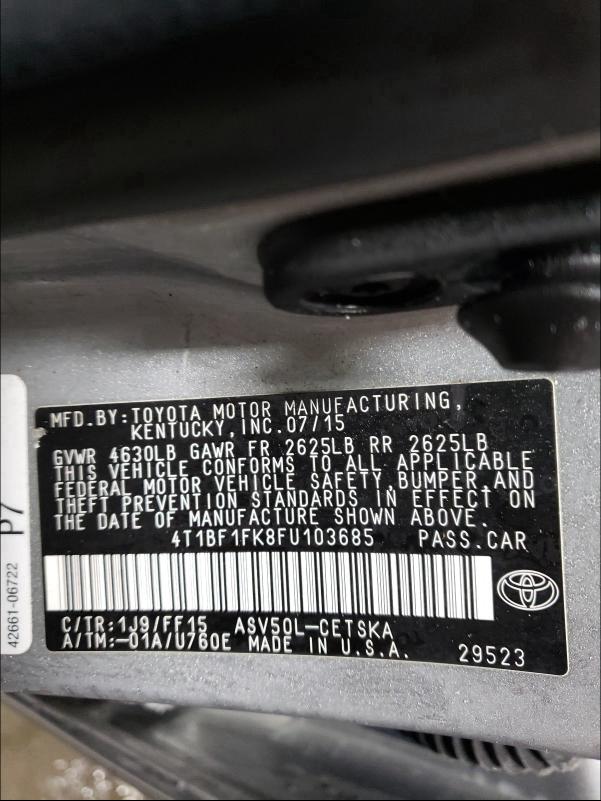 MFD.BY: TOYOTA MOTOR MANUFACTURING,
KENTUCKY, INC. 07/15
GVWR 4630LB GAWR FR 2625LB RR 2625LB
THIS VEHICLE CONFORMS TO ALL APPLICABLE
FEDERAL MOTOR VEHICLE SAFETY, BUMPER, AND
THEFT PREVENTION STANDARDS IN EFFECT ON
THE DATE OF MANUFACTURE SHOWN ABOVE.
4T1BF1FK8FU103685 PASS.CAR
C/TR:1J9/FF15 ASV50L-CETSKA
A/TM:-01A/U760E MADE IN U.S.A. 29523
P7
42661-06722